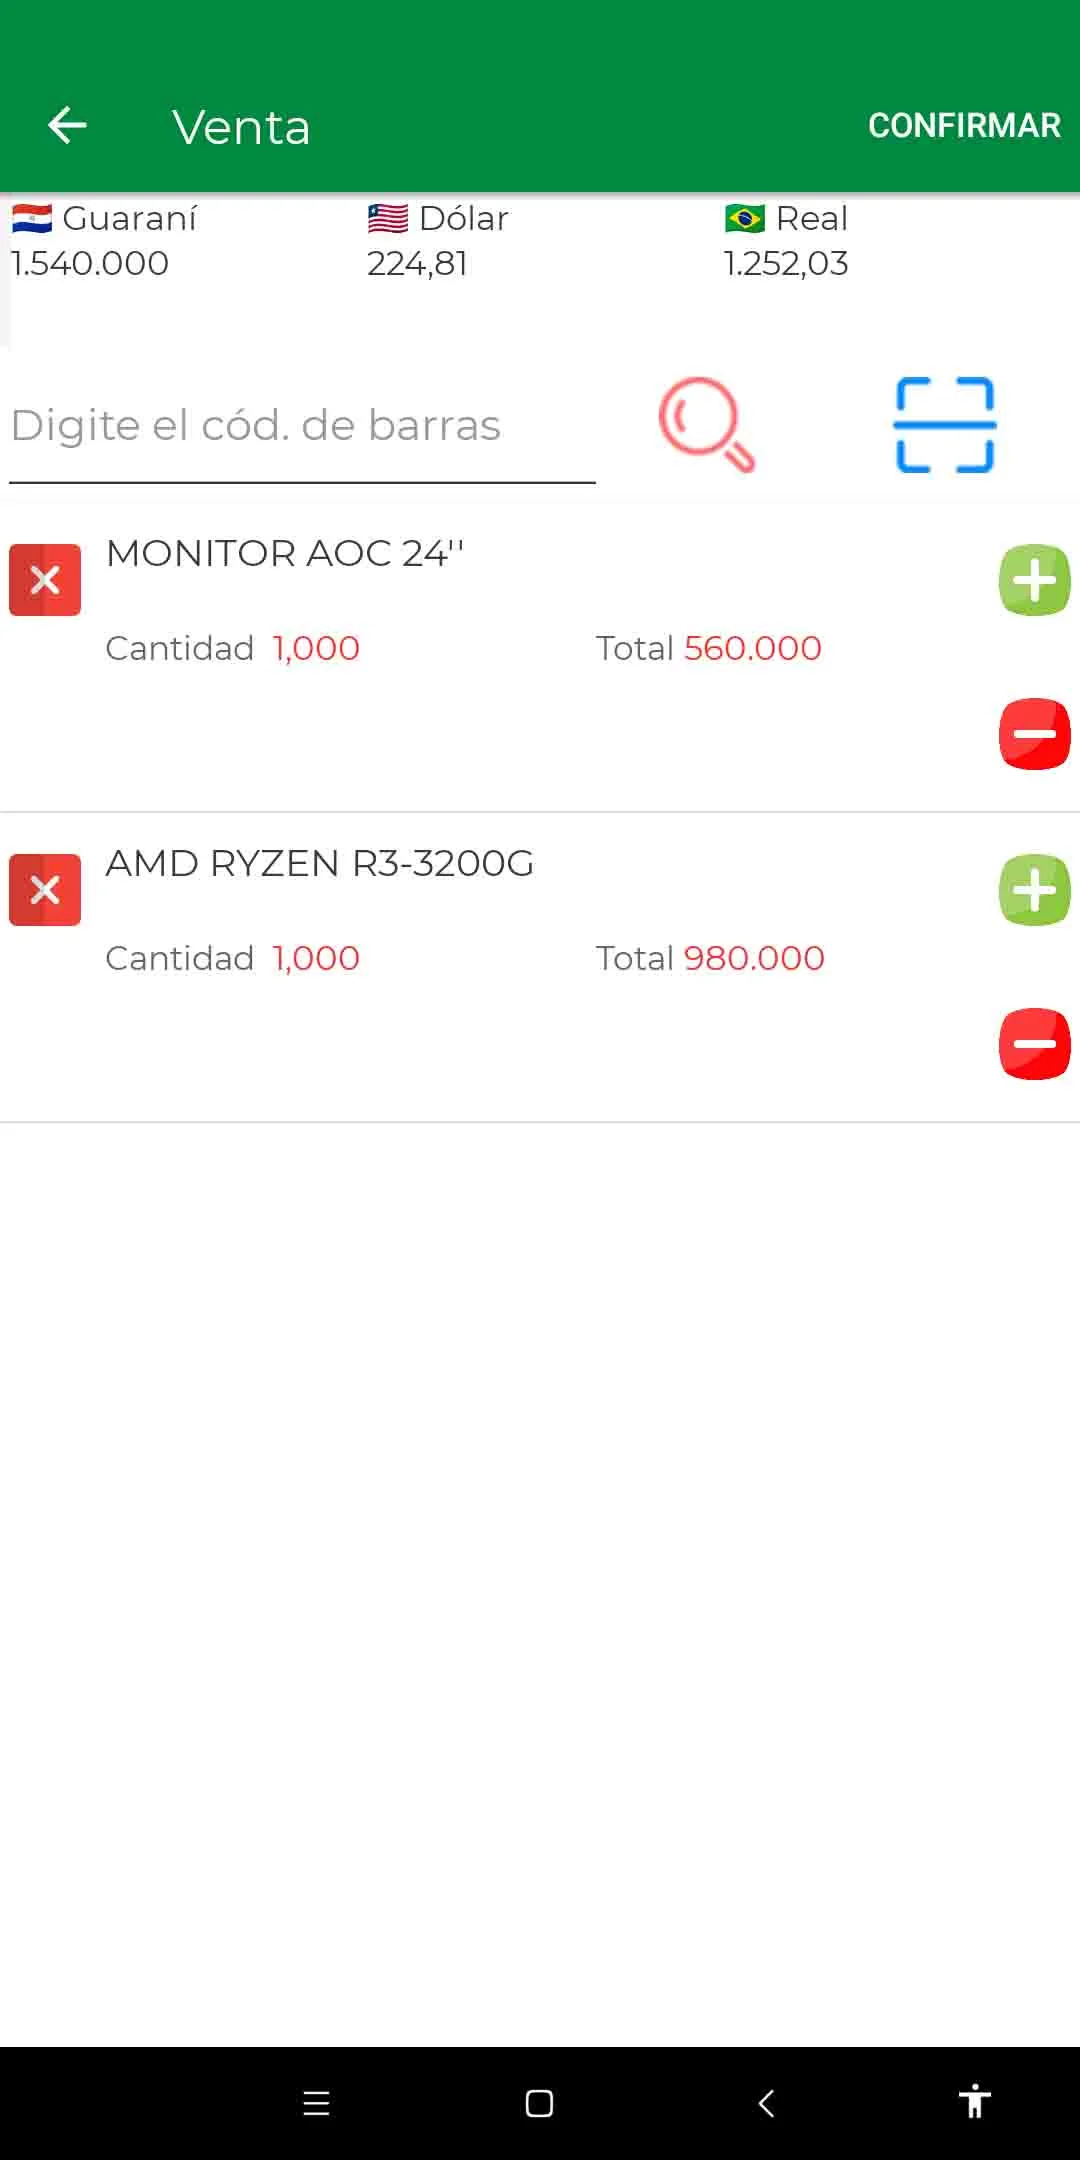 Venta
CONFIRMAR
Guaraní Dólar Real
1.540.000 224,81 1.252,03
Digite el cód. de barras
MONITOR AOC 24''
Cantidad 1,000 Total 560.000
AMD RYZEN R3-3200G
Cantidad 1,000 Total 980.000